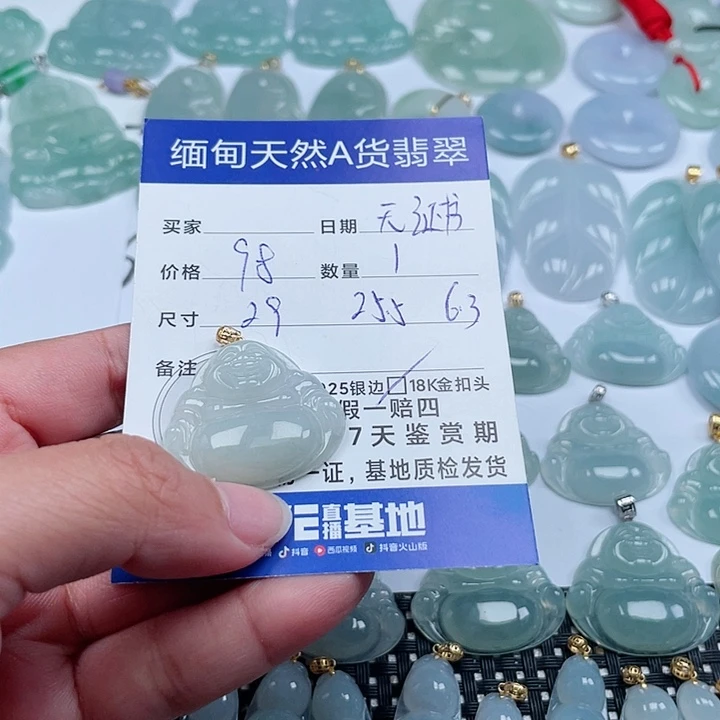 缅甸天然A货翡翠
买家 日期 无证书
价格 98 数量 1
尺寸 29 25.5 6.3
备注
925银边 18K金扣头
假一赔四
7天鉴赏期
一证，基地质检发货
直播基地
抖音 西瓜视频 抖音火山版